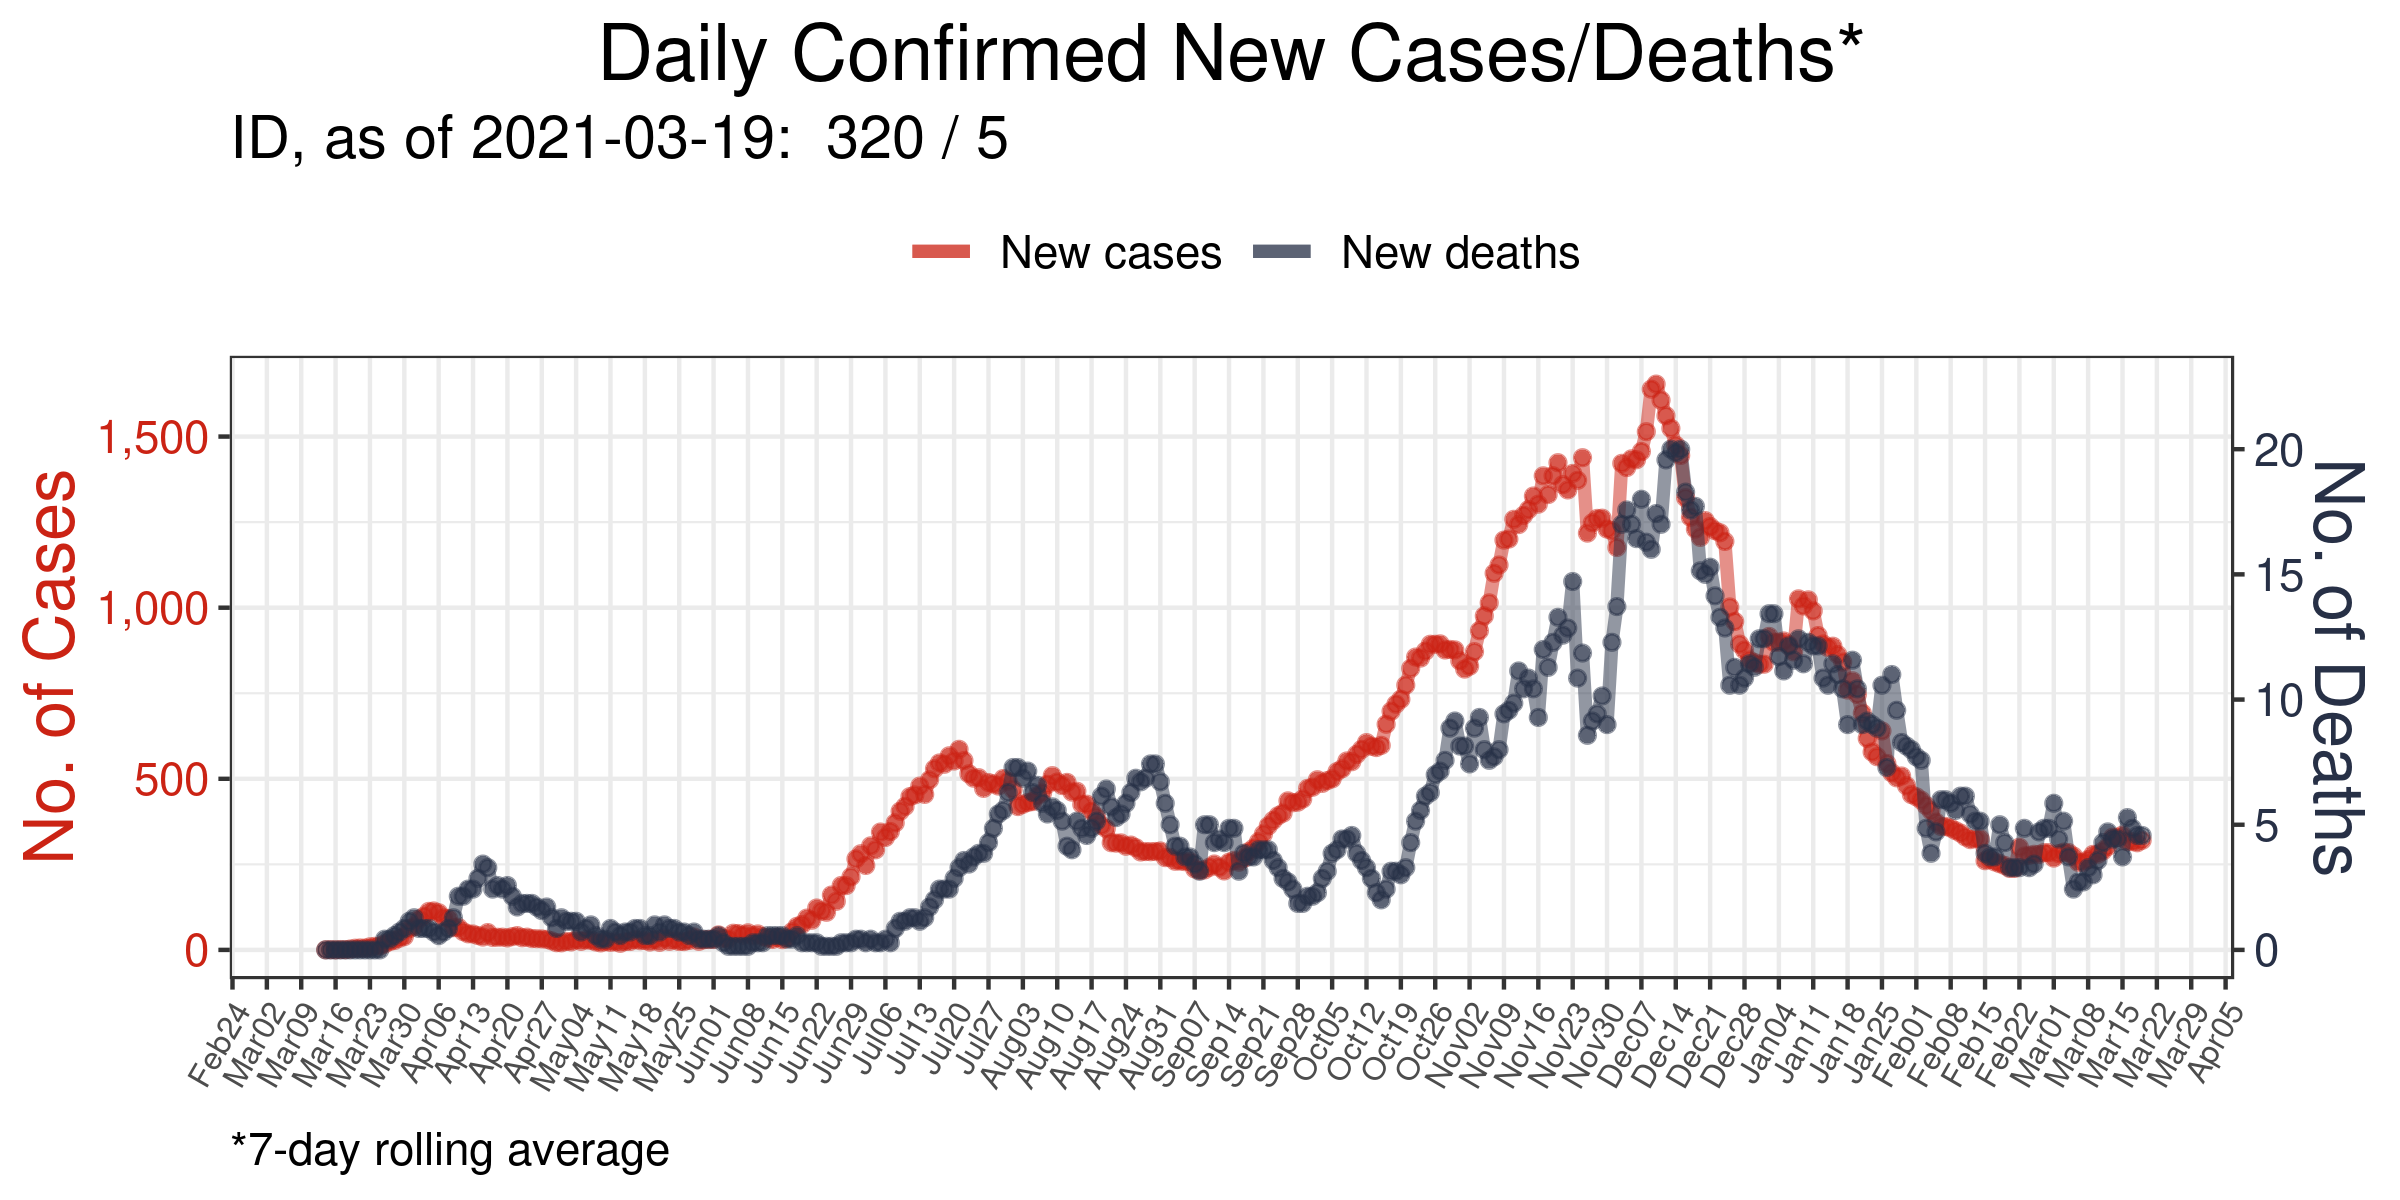 Daily Confirmed New Cases/Deaths*
ID, as of 2021-03-19:  320 / 5
New cases
New deaths
No. of Cases
1,500
1,000
500
0
20
15
10
5
0
No. of Deaths
Feb24
Mar02
Mar09
Mar16
Mar23
Mar30
Apr06
Apr13
Apr20
Apr27
May04
May11
May18
May25
Jun01
Jun08
Jun15
Jun22
Jun29
Jul06
Jul13
Jul20
Jul27
Aug03
Aug10
Aug17
Aug24
Aug31
Sep07
Sep14
Sep21
Sep28
Oct05
Oct12
Oct19
Oct26
Nov02
Nov09
Nov16
Nov23
Nov30
Dec07
Dec14
Dec21
Dec28
Jan04
Jan11
Jan18
Jan25
Feb01
Feb08
Feb15
Feb22
Mar01
Mar08
Mar15
Mar22
Mar29
Apr05
*7-day rolling average